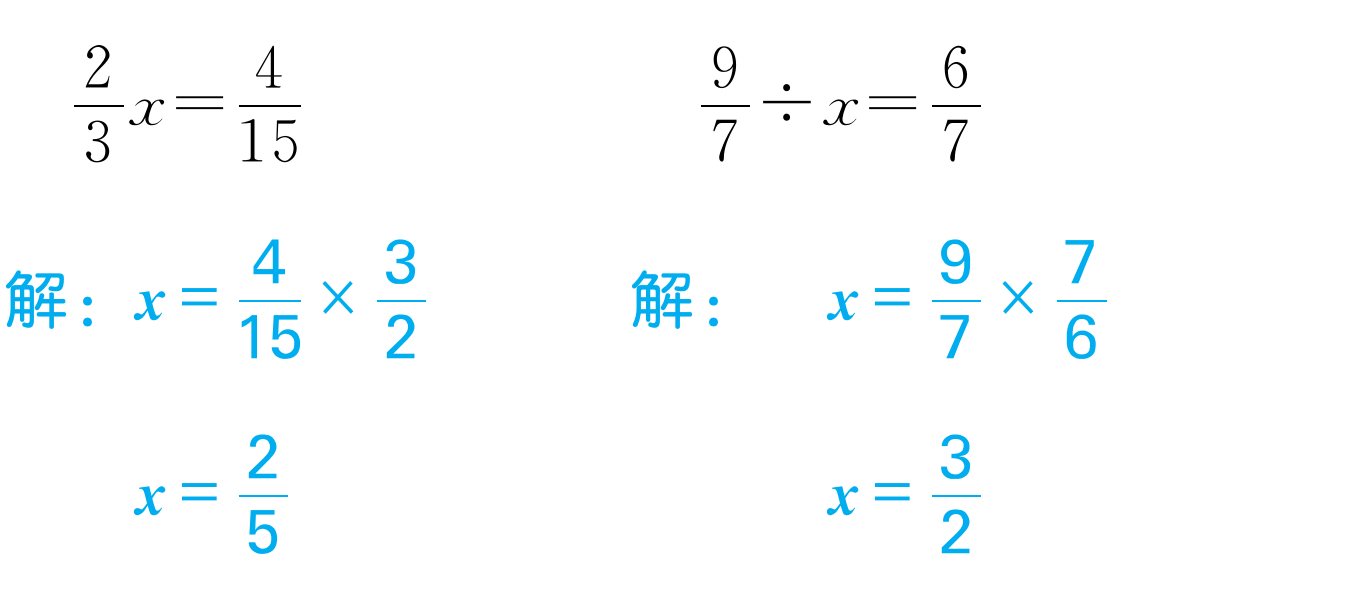 2/3 x = 4/15
解: x = 4/15 × 3/2
x = 2/5
9/7 ÷ x = 6/7
解: x = 9/7 × 7/6
x = 3/2